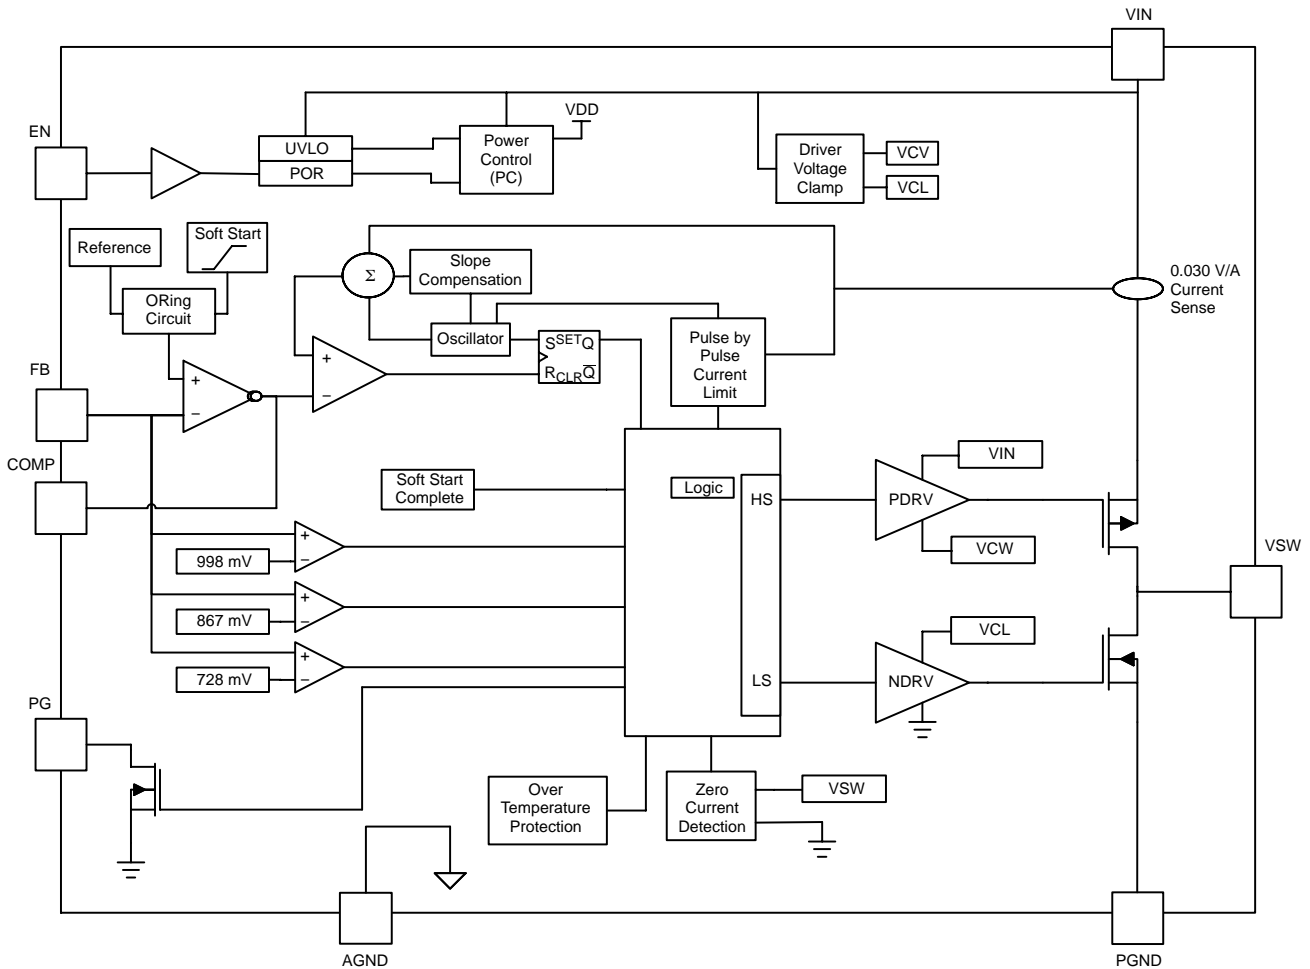 VIN
EN
UVLO
POR
Power
Control
(PC)
VDD
Driver
Voltage
Clamp
VCV
VCL
Reference
Soft Start
ORing
Circuit
Σ
Slope
Compensation
Oscillator
S SET Q
R CLR Q̅
Pulse by
Pulse
Current
Limit
0.030 V/A
Current
Sense
FB
+
−
+
−
COMP
Soft Start
Complete
Logic
HS
LS
PDRV
VIN
VCW
VSW
998 mV
+
−
867 mV
+
−
728 mV
+
−
NDRV
VCL
PG
Over
Temperature
Protection
Zero
Current
Detection
VSW
AGND
PGND